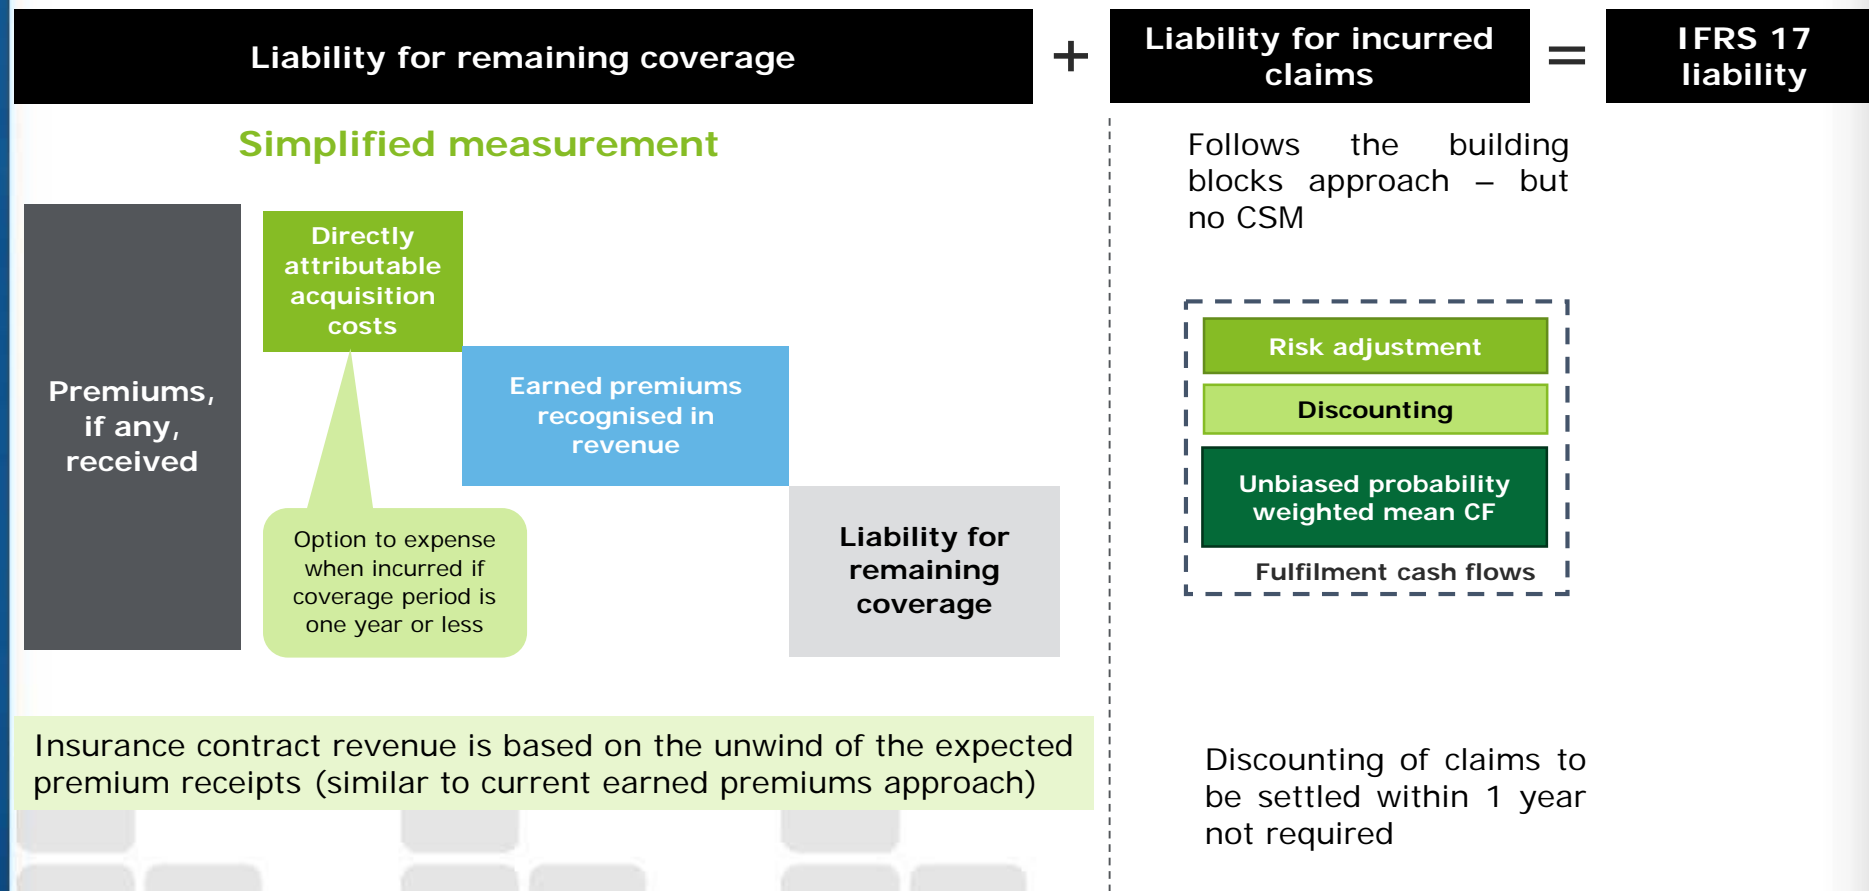 Liability for remaining coverage
+
Liability for incurred
claims
=
IFRS 17
liability
Simplified measurement
Premiums,
if any,
received
Directly
attributable
acquisition
costs
Earned premiums
recognised in
revenue
Option to expense
when incurred if
coverage period is
one year or less
Liability for
remaining
coverage
Insurance contract revenue is based on the unwind of the expected
premium receipts (similar to current earned premiums approach)
Follows the building
blocks approach – but
no CSM
Risk adjustment
Discounting
Unbiased probability
weighted mean CF
Fulfilment cash flows
Discounting of claims to
be settled within 1 year
not required